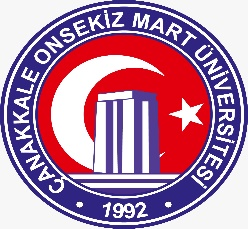 ÇANAKKALE ONSEKİZ MART ÜNİVERSİTESİ
1992